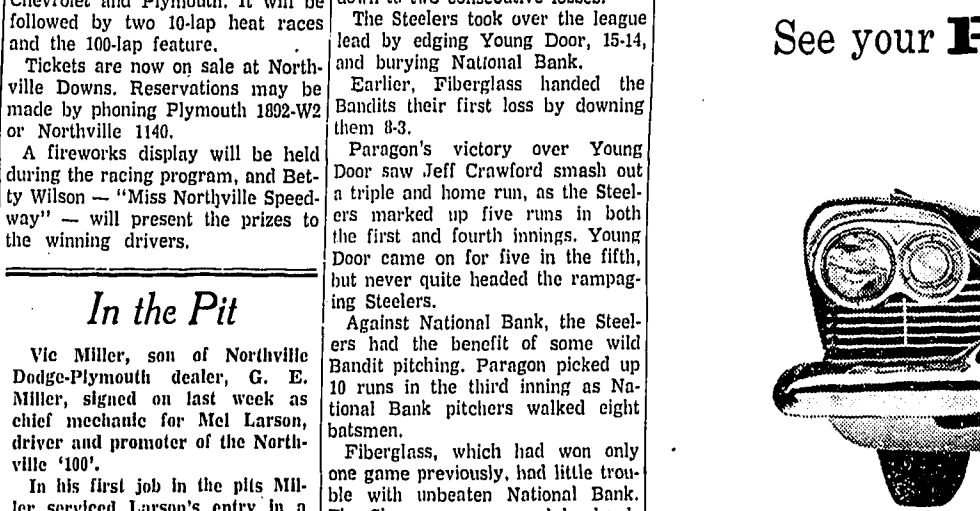 Chevrolet and Plymouth. It will be
followed by two 10-lap heat races
and the 100-lap feature.
Tickets are now on sale at North-
ville Downs. Reservations may be
made by phoning Plymouth 1892-W2
or Northville 1140.
A fireworks display will be held
during the racing program, and Bet-
ty Wilson — "Miss Northville Speed-
way" — will present the prizes to
the winning drivers.
In the Pit
Vic Miller, son of Northville
Dodge-Plymouth dealer, G. E.
Miller, signed on last week as
chief mechanic for Mel Larson,
driver and promoter of the North-
ville '100'.
In his first job in the pits Mil-
ler serviced Larson's entry in a
down to two consecutive losses.
The Steelers took over the league
lead by edging Young Door, 15-14,
and burying National Bank.
Earlier, Fiberglass handed the
Bandits their first loss by downing
them 8-3.
Paragon's victory over Young
Door saw Jeff Crawford smash out
a triple and home run, as the Steel-
ers marked up five runs in both
the first and fourth innings. Young
Door came on for five in the fifth,
but never quite headed the rampag-
ing Steelers.
Against National Bank, the Steel-
ers had the benefit of some wild
Bandit pitching. Paragon picked up
10 runs in the third inning as Na-
tional Bank pitchers walked eight
batsmen.
Fiberglass, which had won only
one game previously, had little trou-
ble with unbeaten National Bank.
See your